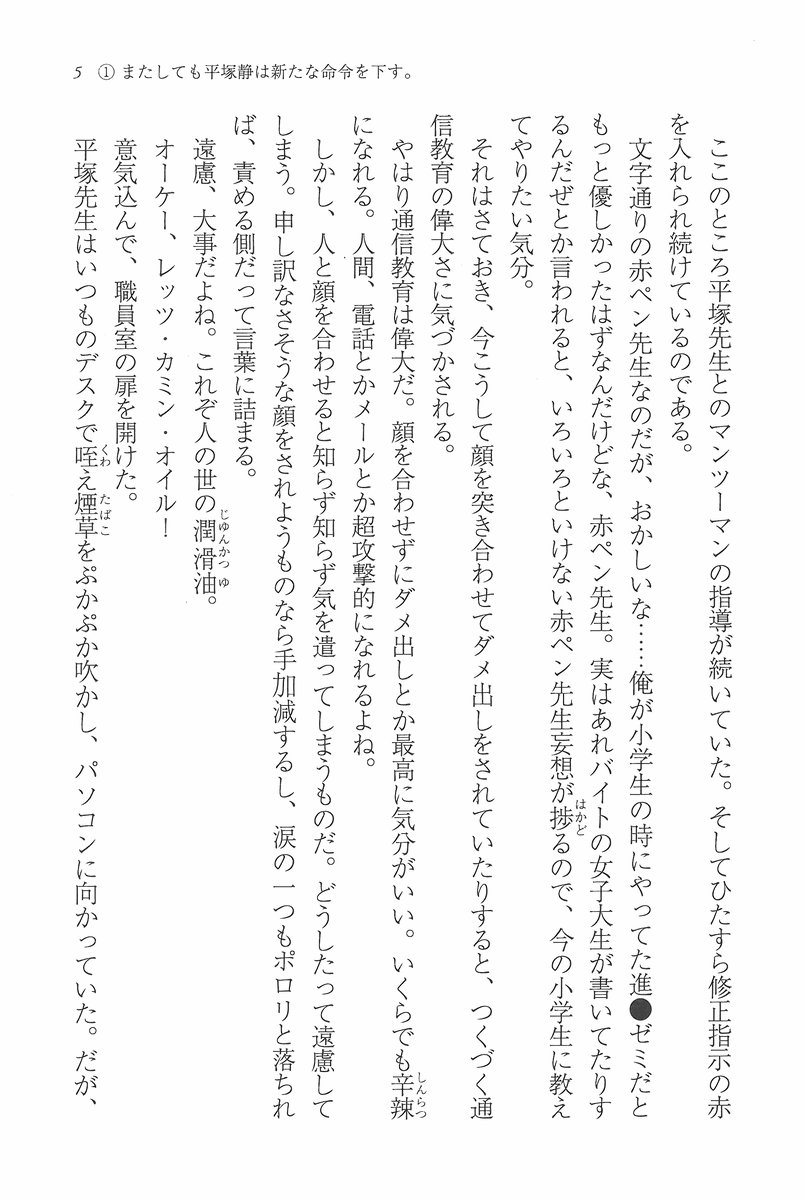 5　① またしても平塚静は新たな命令を下す。
　ここのところ平塚先生とのマンツーマンの指導が続いていた。そしてひたすら修正指示の赤
を入れられ続けているのである。
　文字通りの赤ペン先生なのだが、おかしいな……俺が小学生の時にやってた進●ゼミだと
もっと優しかったはずなんだけどな、赤ペン先生。実はあれバイトの女子大生が書いてたりす
るんだぜとか言われると、いろいろといけない赤ペン先生妄想が捗るので、今の小学生に教え
てやりたい気分。
　それはさておき、今こうして顔を突き合わせてダメ出しをされていたりすると、つくづく通
信教育の偉大さに気づかされる。
　やはり通信教育は偉大だ。顔を合わせずにダメ出しとか最高に気分がいい。いくらでも辛辣
になれる。人間、電話とかメールとか超攻撃的になれるよね。
　しかし、人と顔を合わせると知らず知らず気を遣ってしまうものだ。どうしたって遠慮して
しまう。申し訳なさそうな顔をされようものなら手加減するし、涙の一つもポロリと落ちれ
ば、責める側だって言葉に詰まる。
　遠慮、大事だよね。これぞ人の世の潤滑油。
　オーケー、レッツ・カミン・オイル！
　意気込んで、職員室の扉を開けた。
　平塚先生はいつものデスクで咥え煙草をぷかぷか吹かし、パソコンに向かっていた。だが、